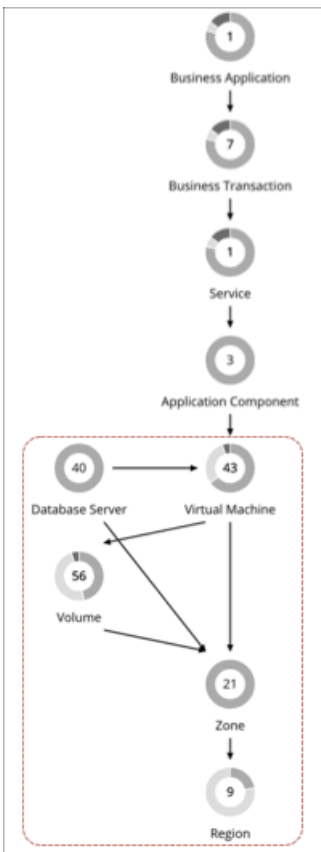 1
Business Application
7
Business Transaction
1
Service
3
Application Component
40
43
Database Server
Virtual Machine
56
Volume
21
Zone
9
Region